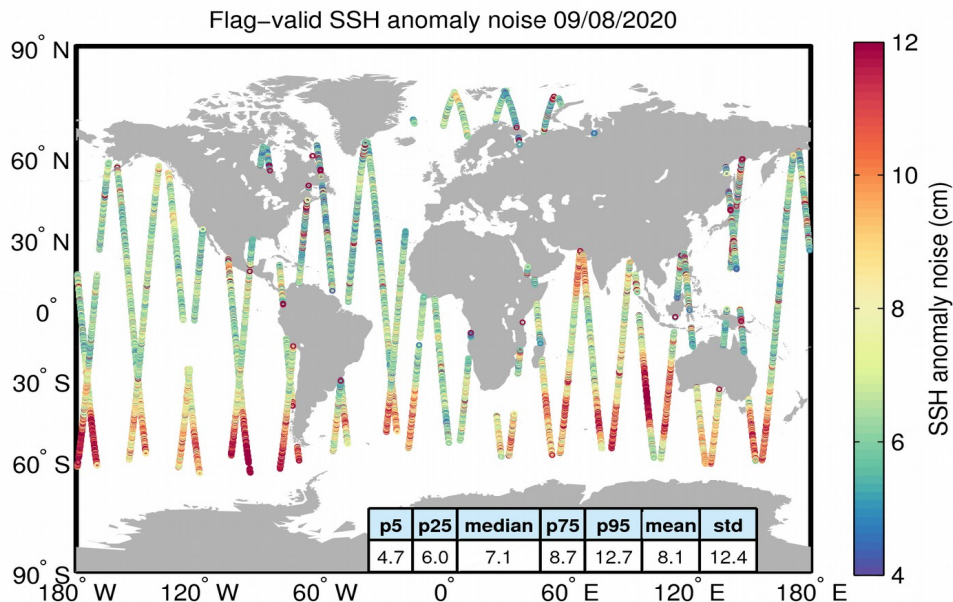 Flag–valid SSH anomaly noise 09/08/2020
90° N
60° N
30° N
0°
30° S
60° S
90° S
180° W 120° W 60° W 0° 60° E 120° E 180° E
p5 p25 median p75 p95 mean std
4.7 6.0 7.1 8.7 12.7 8.1 12.4
12
10
8
6
4
SSH anomaly noise (cm)